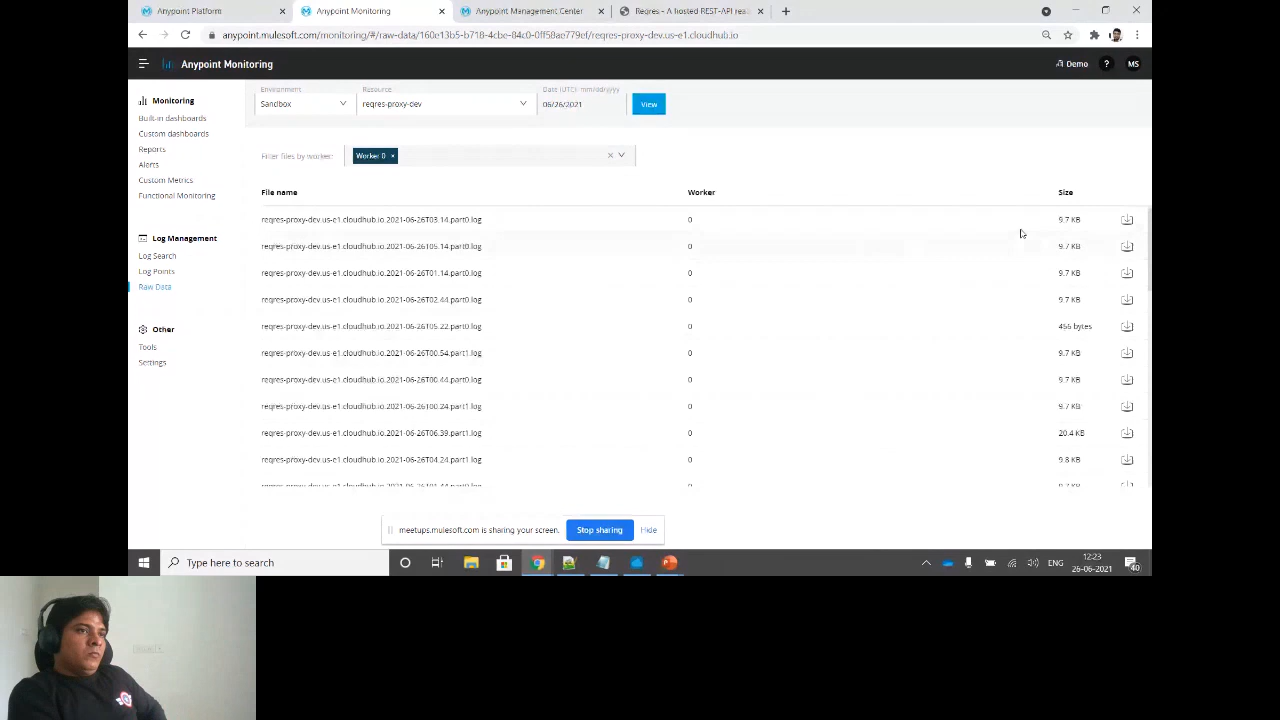 Anypoint Platform
Anypoint Monitoring
Anypoint Management Center
Reqres - A hosted REST-API rea
anypoint.mulesoft.com/monitoring/#/raw-data/160e13b5-b718-4cbe-84c0-0ff58ae779ef/reqres-proxy-dev.us-e1.cloudhub.io
Anypoint Monitoring
Demo
?
MS
Monitoring
Built-in dashboards
Custom dashboards
Reports
Alerts
Custom Metrics
Functional Monitoring
Log Management
Log Search
Log Points
Raw Data
Other
Tools
Settings
Environment
Resource
Date (UTC): mm/dd/yyyy
Sandbox
reqres-proxy-dev
06/26/2021
View
Filter files by worker:
Worker 0 ×
File name Worker Size
reqres-proxy-dev.us-e1.cloudhub.io.2021-06-26T03.14.part0.log 0 9.7 KB
reqres-proxy-dev.us-e1.cloudhub.io.2021-06-26T05.14.part0.log 0 9.7 KB
reqres-proxy-dev.us-e1.cloudhub.io.2021-06-26T01.14.part0.log 0 9.7 KB
reqres-proxy-dev.us-e1.cloudhub.io.2021-06-26T02.44.part0.log 0 9.7 KB
reqres-proxy-dev.us-e1.cloudhub.io.2021-06-26T05.22.part0.log 0 456 bytes
reqres-proxy-dev.us-e1.cloudhub.io.2021-06-26T00.54.part1.log 0 9.7 KB
reqres-proxy-dev.us-e1.cloudhub.io.2021-06-26T00.44.part0.log 0 9.7 KB
reqres-proxy-dev.us-e1.cloudhub.io.2021-06-26T00.24.part1.log 0 9.7 KB
reqres-proxy-dev.us-e1.cloudhub.io.2021-06-26T06.39.part1.log 0 20.4 KB
reqres-proxy-dev.us-e1.cloudhub.io.2021-06-26T04.24.part1.log 0 9.8 KB
meetups.mulesoft.com is sharing your screen.
Stop sharing
Hide
Type here to search
ENG
12:23
26-06-2021
40